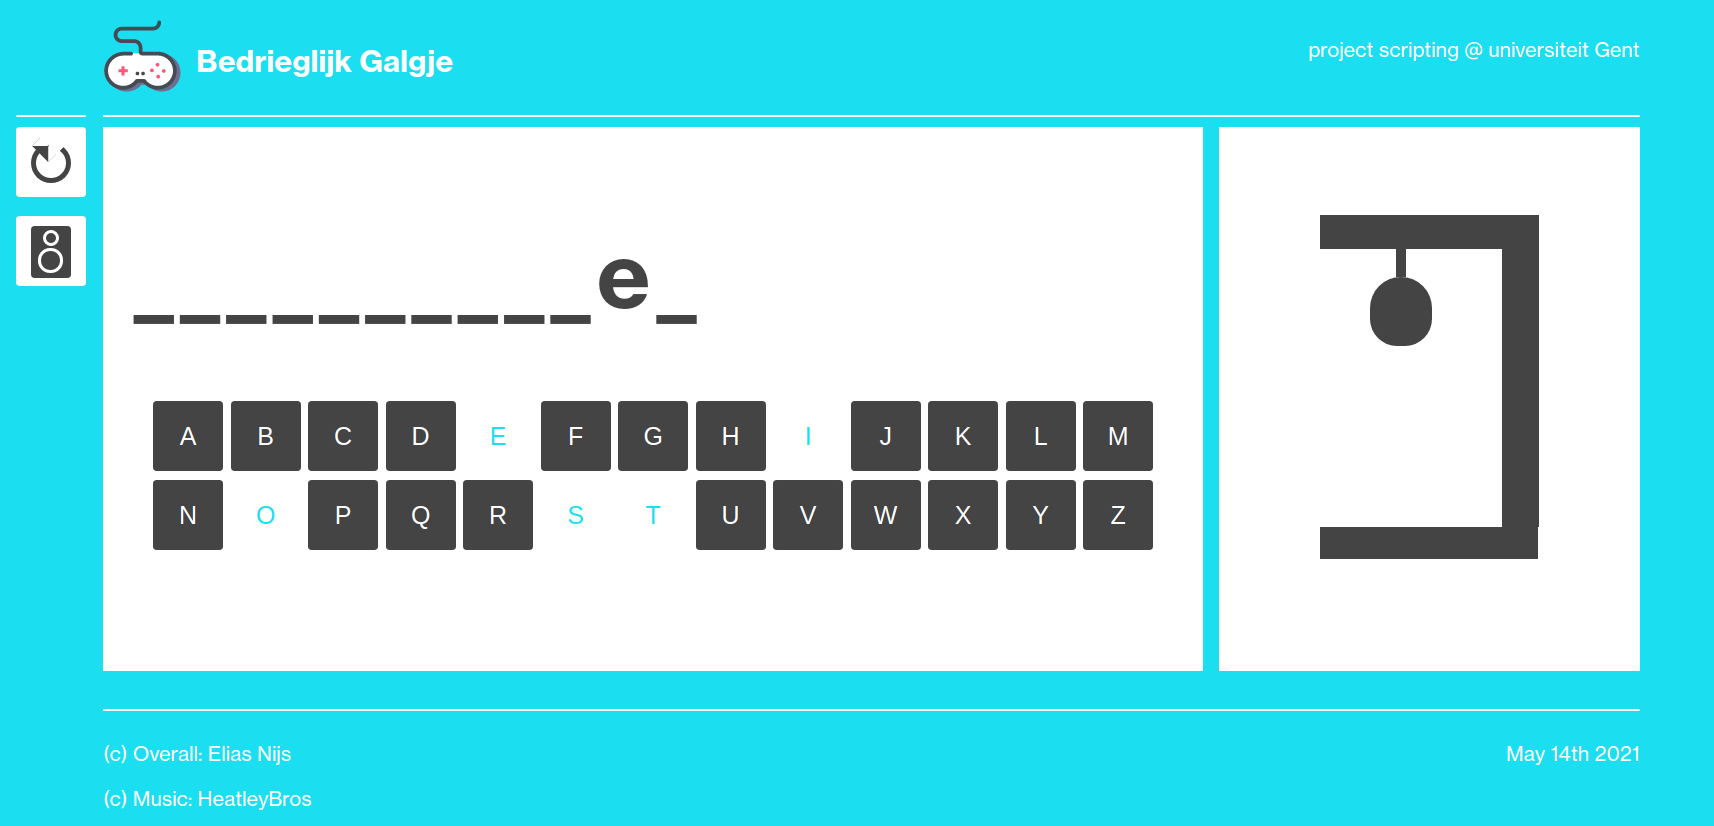 Bedrieglijk Galgje
project scripting @ universiteit Gent
__________e_
A B C D E F G H I J K L M
N O P Q R S T U V W X Y Z
(c) Overall: Elias Nijs
May 14th 2021
(c) Music: HeatleyBros